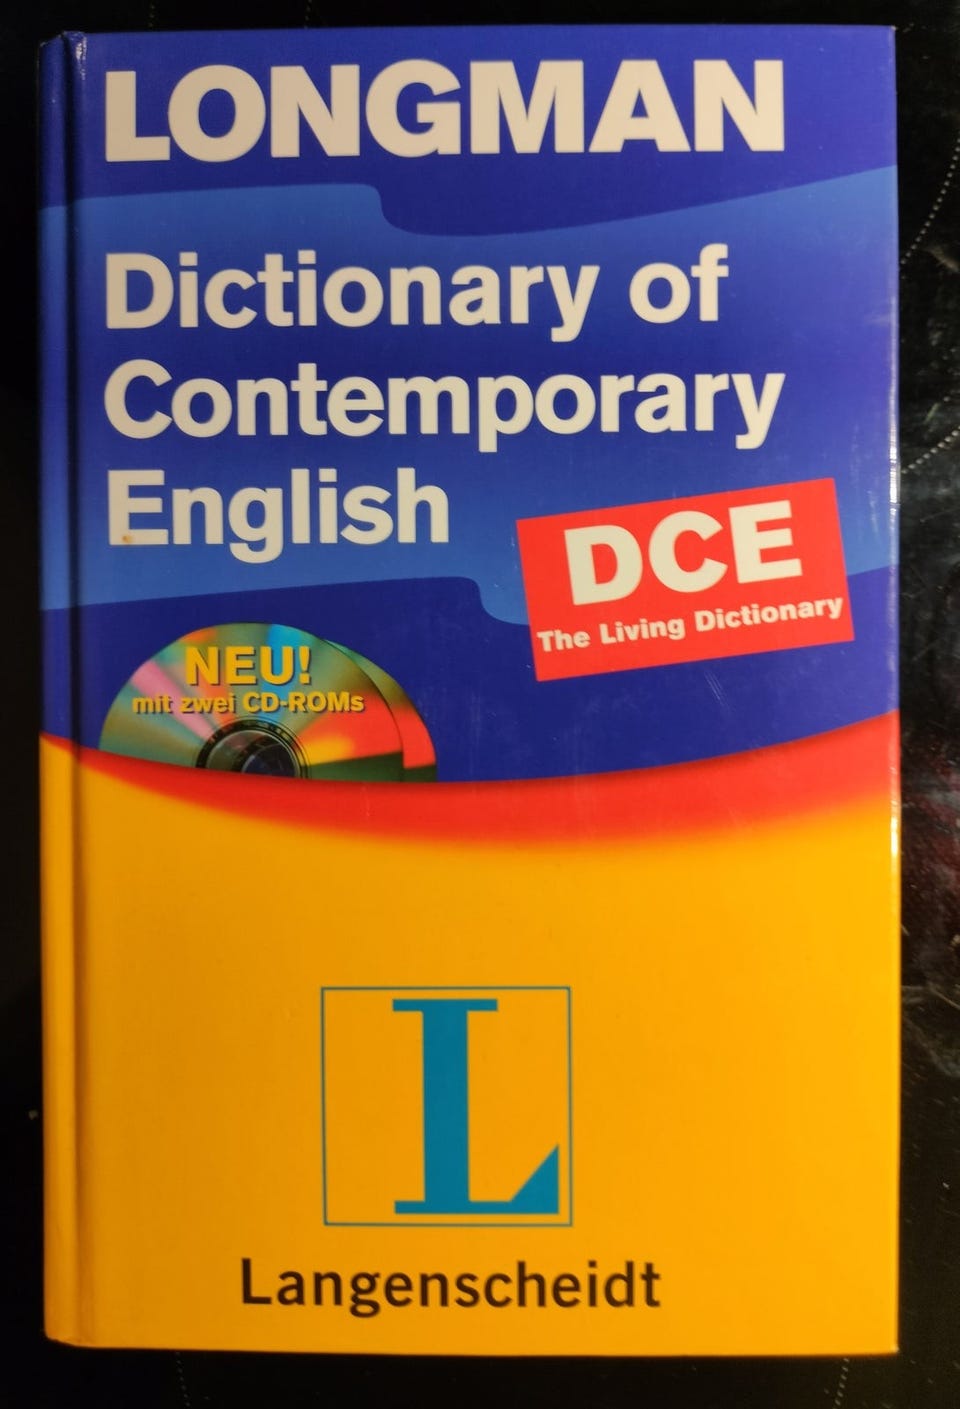 LONGMAN
Dictionary of
Contemporary
English
DCE
The Living Dictionary
NEU!
mit zwei CD-ROMs
L
Langenscheidt